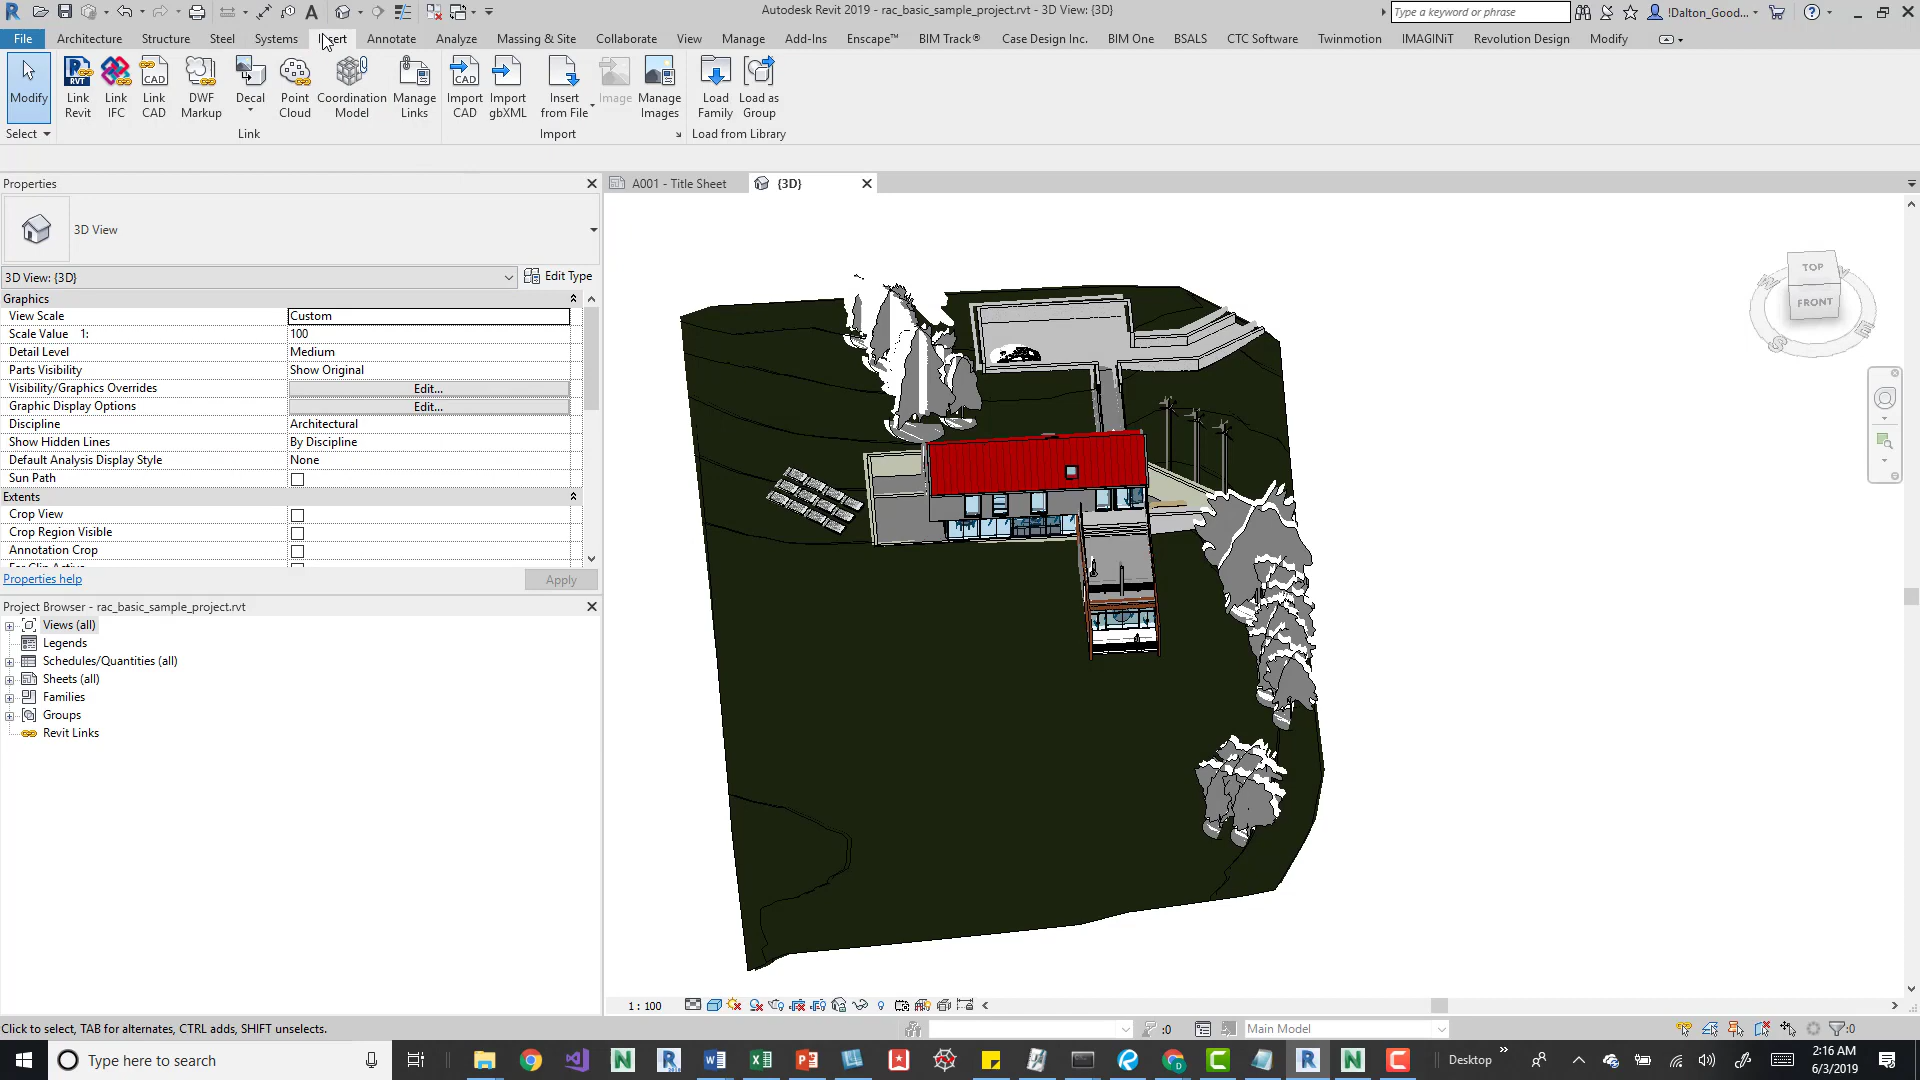 Autodesk Revit 2019 - rac_basic_sample_project.rvt - 3D View: {3D}
Type a keyword or phrase
!Dalton_Good...
File Architecture Structure Steel Systems Insert Annotate Analyze Massing & Site Collaborate View Manage Add-Ins Enscape™ BIM Track® Case Design Inc. BIM One BSALS CTC Software Twinmotion IMAGINiT Revolution Design Modify
Modify
Link Revit
Link IFC
Link CAD
DWF Markup
Decal
Point Cloud
Coordination Model
Manage Links
Import CAD
Import gbXML
Insert from File
Image
Manage Images
Load Family
Load as Group
Select
Link
Import
Load from Library
Properties
A001 - Title Sheet
{3D}
3D View
3D View: {3D}
Edit Type
Graphics
View Scale Custom
Scale Value 1: 100
Detail Level Medium
Parts Visibility Show Original
Visibility/Graphics Overrides Edit...
Graphic Display Options Edit...
Discipline Architectural
Show Hidden Lines By Discipline
Default Analysis Display Style None
Sun Path
Extents
Crop View
Crop Region Visible
Annotation Crop
Properties help
Apply
Project Browser - rac_basic_sample_project.rvt
Views (all)
Legends
Schedules/Quantities (all)
Sheets (all)
Families
Groups
Revit Links
TOP
FRONT
W
S
E
1 : 100
Click to select, TAB for alternates, CTRL adds, SHIFT unselects.
:0
Main Model
:0
Type here to search
Desktop
2:16 AM
6/3/2019